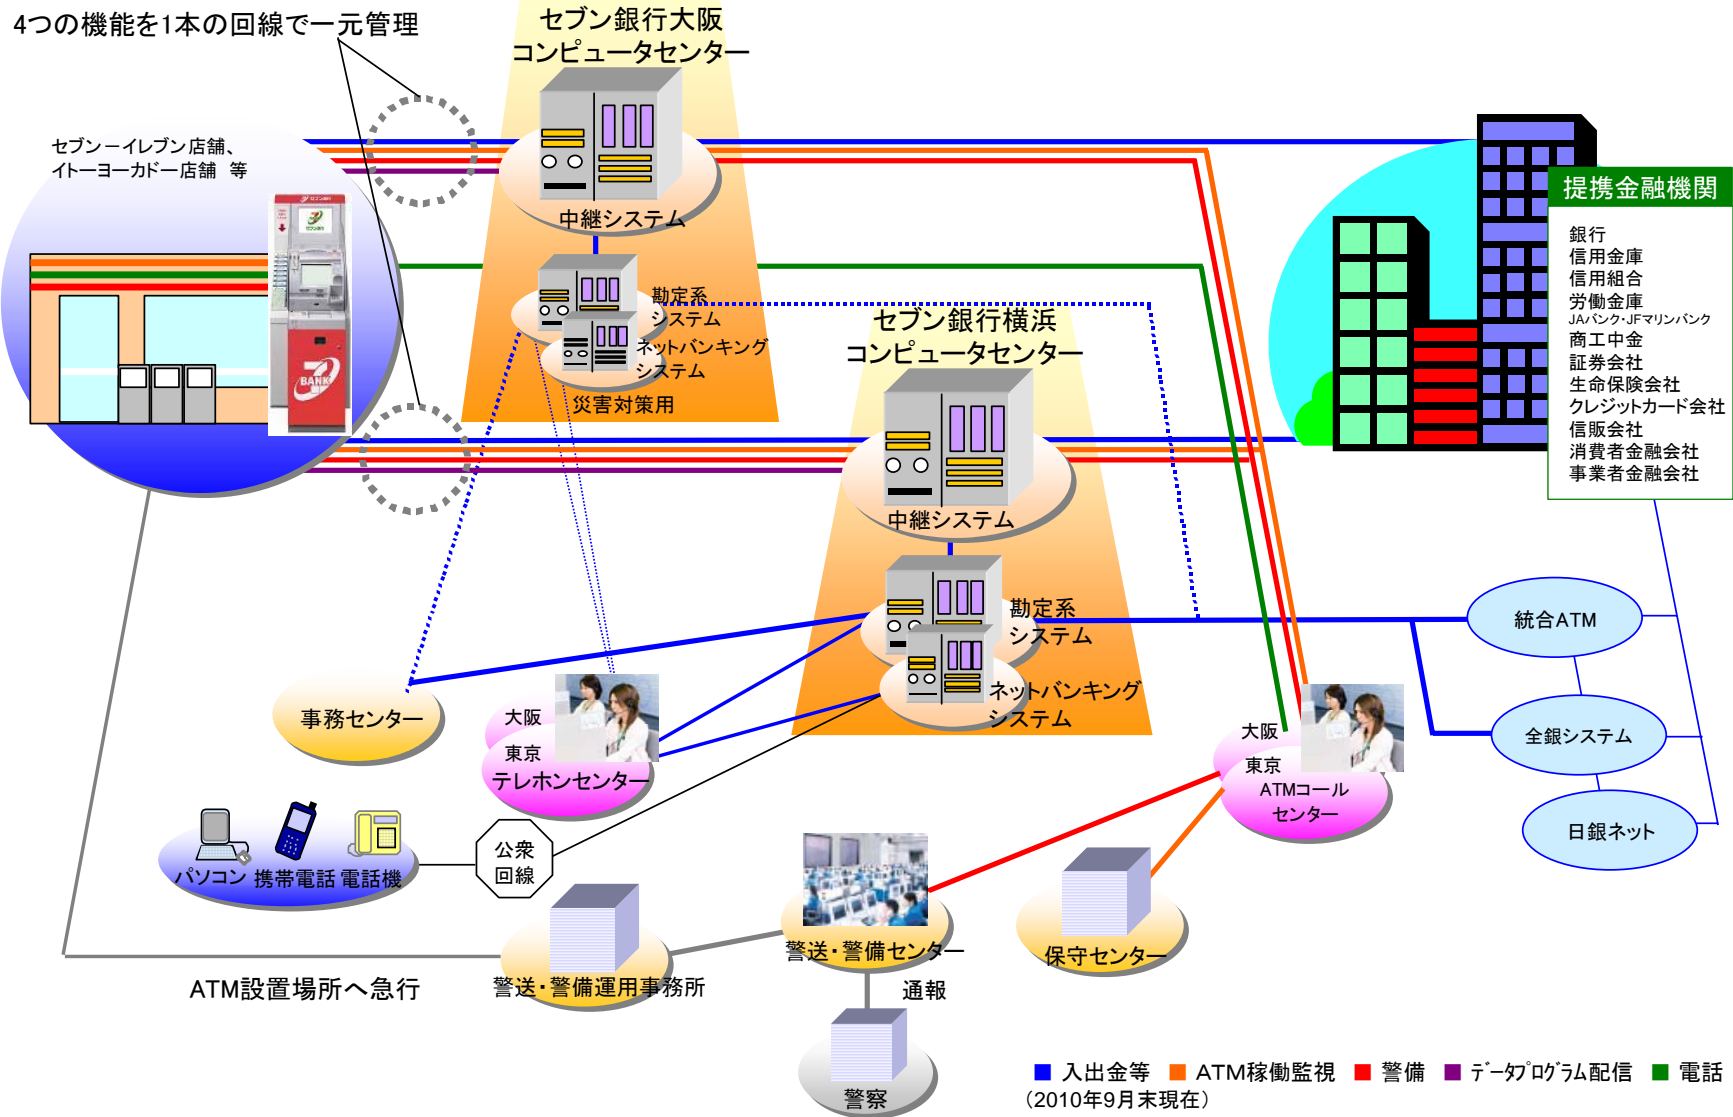 4つの機能を1本の回線で一元管理
セブン銀行大阪
コンピュータセンター
セブン－イレブン店舗、
イトーヨーカドー店舗 等
中継システム
勘定系
システム
ネットバンキング
システム
災害対策用
セブン銀行横浜
コンピュータセンター
中継システム
勘定系
システム
ネットバンキング
システム
提携金融機関
銀行
信用金庫
信用組合
労働金庫
JAバンク・JFマリンバンク
商工中金
証券会社
生命保険会社
クレジットカード会社
信販会社
消費者金融会社
事業者金融会社
統合ATM
全銀システム
日銀ネット
事務センター
大阪
東京
テレホンセンター
大阪
東京
ATMコール
センター
パソコン 携帯電話 電話機
公衆
回線
警送・警備センター
保守センター
警送・警備運用事務所
ATM設置場所へ急行
通報
警察
7
BANK
■ 入出金等 ■ ATM稼働監視 ■ 警備 ■ データプログラム配信 ■ 電話
（2010年9月末現在）